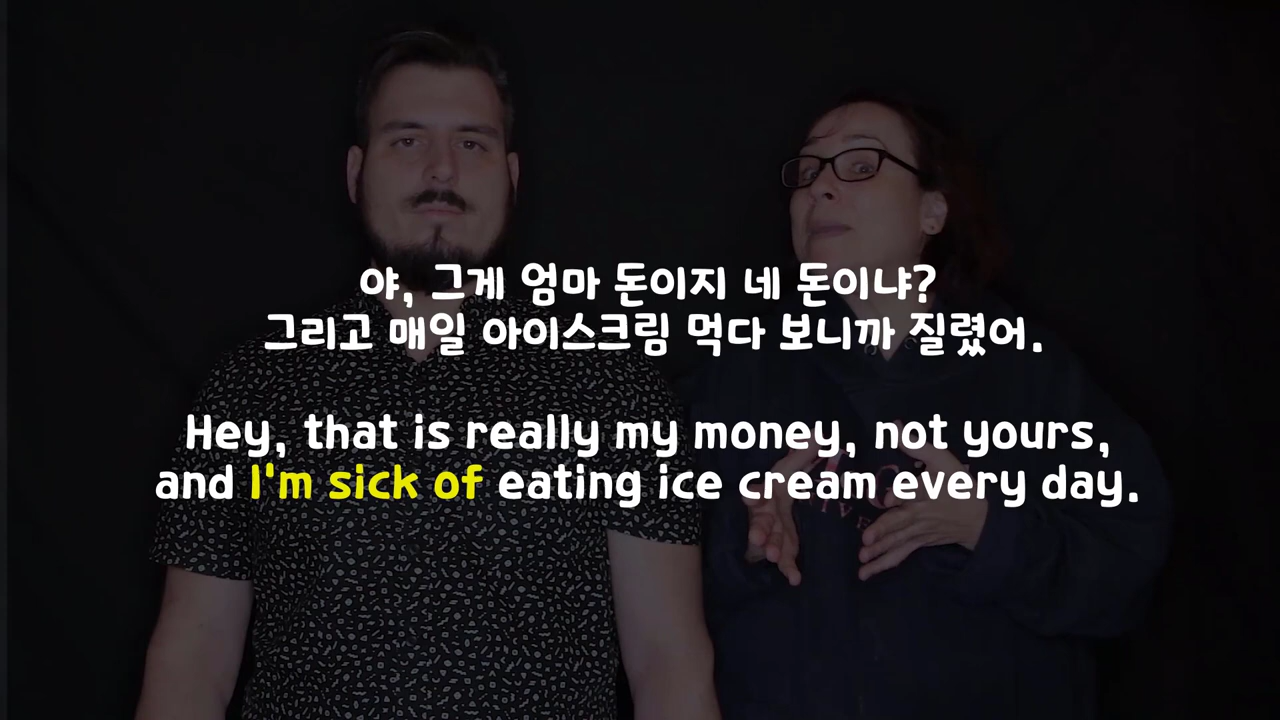 야, 그게 엄마 돈이지 네 돈이냐?
그리고 매일 아이스크림 먹다 보니까 질렸어.
Hey, that is really my money, not yours,
and I'm sick of eating ice cream every day.